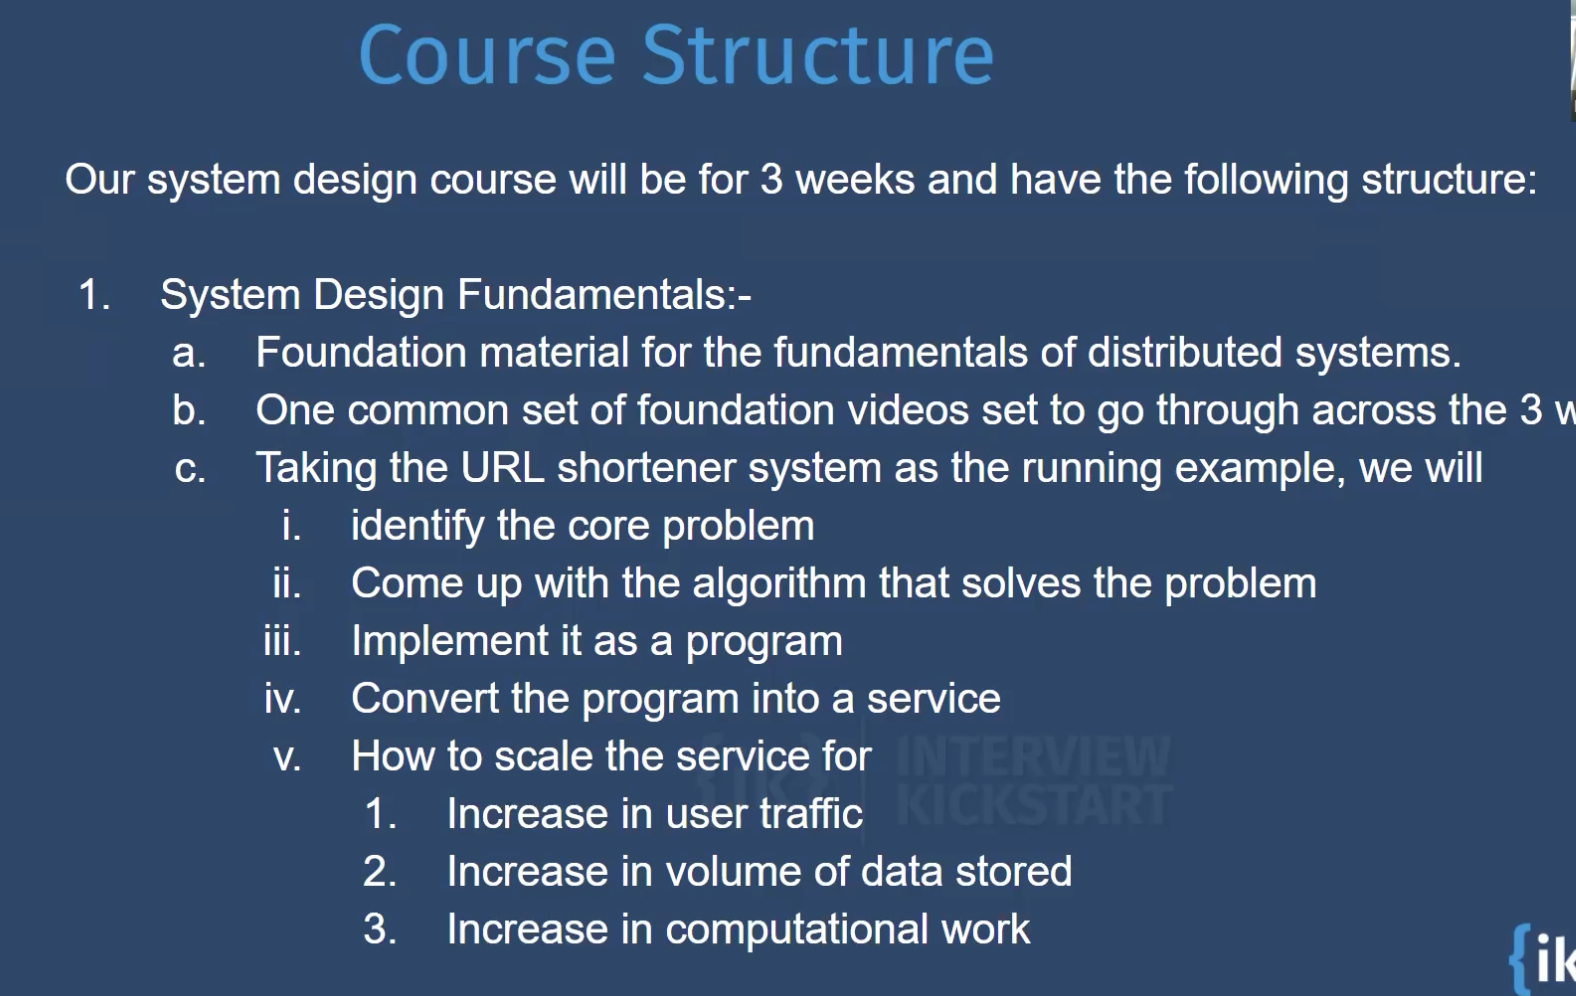 Course Structure
Our system design course will be for 3 weeks and have the following structure:
1. System Design Fundamentals:-
a. Foundation material for the fundamentals of distributed systems.
b. One common set of foundation videos set to go through across the 3
c. Taking the URL shortener system as the running example, we will
i. identify the core problem
ii. Come up with the algorithm that solves the problem
iii. Implement it as a program
iv. Convert the program into a service
v. How to scale the service for
1. Increase in user traffic
2. Increase in volume of data stored
3. Increase in computational work
{ik}
INTERVIEW
KICKSTART
{ik